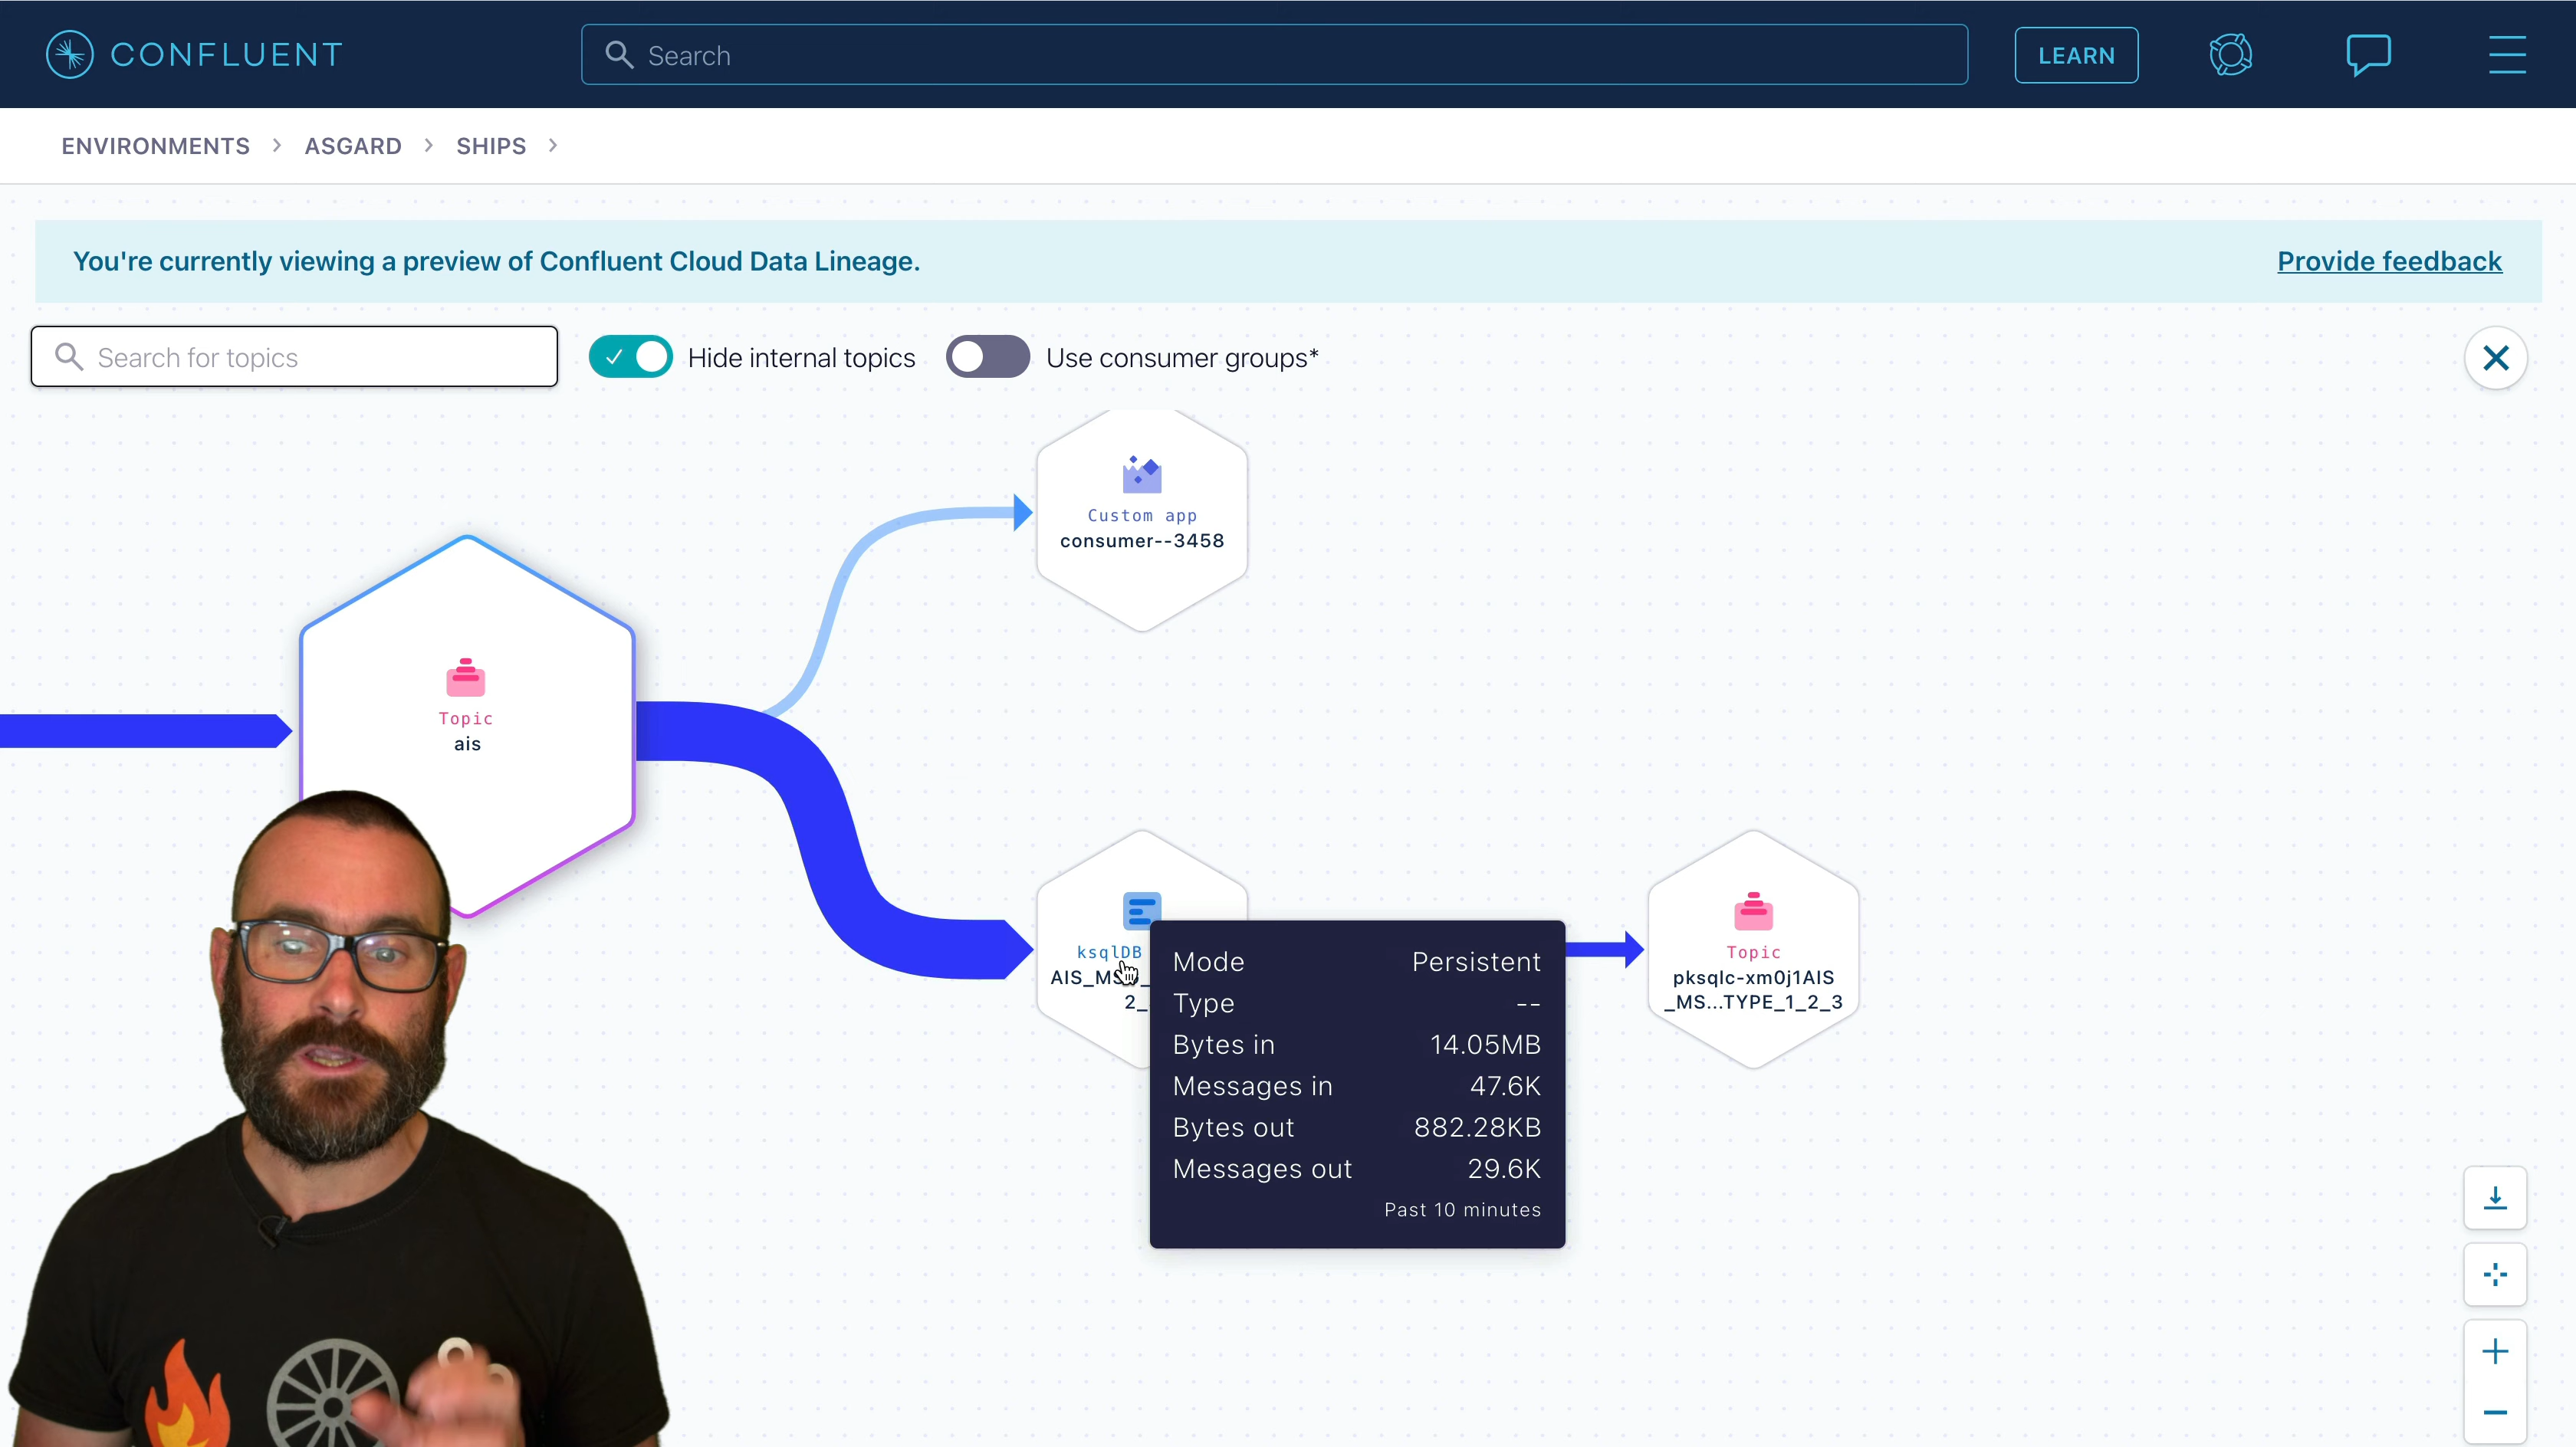 CONFLUENT
Search
LEARN
ENVIRONMENTS > ASGARD > SHIPS >
You're currently viewing a preview of Confluent Cloud Data Lineage.
Provide feedback
Search for topics
Hide internal topics
Use consumer groups*
Custom app
consumer--3458
Topic
ais
ksqlDB
2_
Mode Persistent
Type --
Bytes in 14.05MB
Messages in 47.6K
Bytes out 882.28KB
Messages out 29.6K
Past 10 minutes
Topic
pksqlc-xm0j1AIS
_MS...TYPE_1_2_3